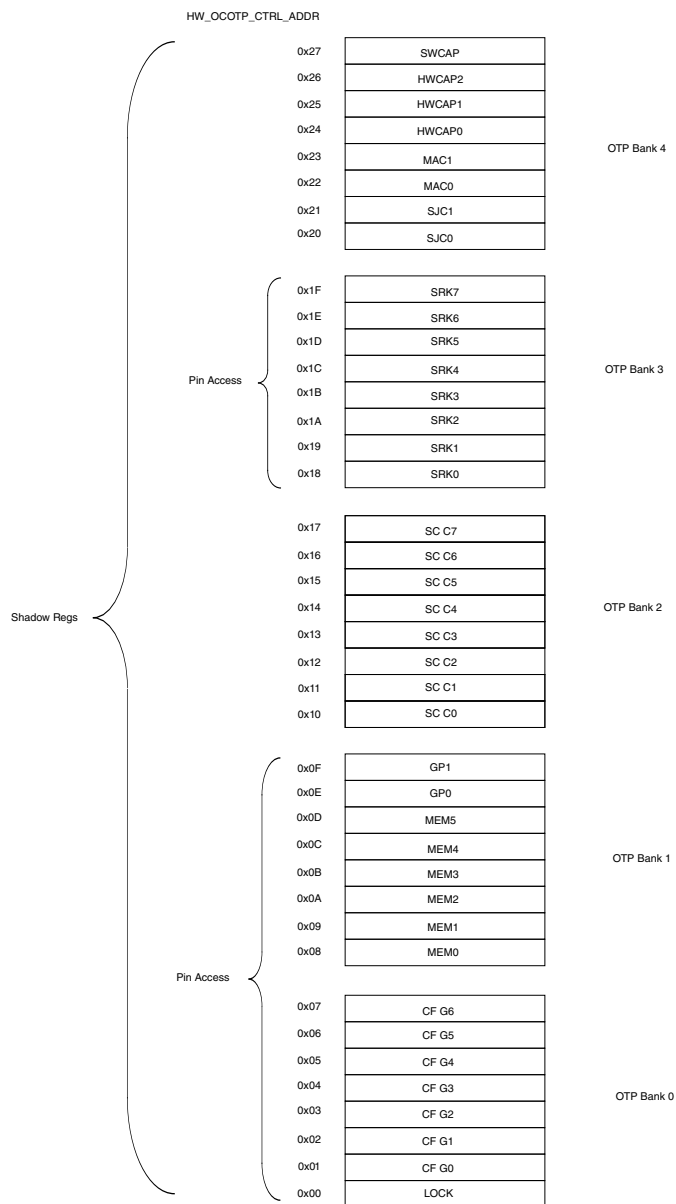 HW_OCOTP_CTRL_ADDR
0x27 SWCAP
0x26 HWCAP2
0x25 HWCAP1
0x24 HWCAP0
OTP Bank 4
0x23 MAC1
0x22 MAC0
0x21 SJC1
0x20 SJC0
0x1F SRK7
0x1E SRK6
0x1D SRK5
0x1C SRK4
OTP Bank 3
Pin Access
0x1B SRK3
0x1A SRK2
0x19 SRK1
0x18 SRK0
0x17 SC C7
0x16 SC C6
0x15 SC C5
0x14 SC C4
OTP Bank 2
Shadow Regs
0x13 SC C3
0x12 SC C2
0x11 SC C1
0x10 SC C0
0x0F GP1
0x0E GP0
0x0D MEM5
0x0C MEM4
OTP Bank 1
0x0B MEM3
0x0A MEM2
0x09 MEM1
0x08 MEM0
Pin Access
0x07 CF G6
0x06 CF G5
0x05 CF G4
0x04 CF G3
OTP Bank 0
0x03 CF G2
0x02 CF G1
0x01 CF G0
0x00 LOCK